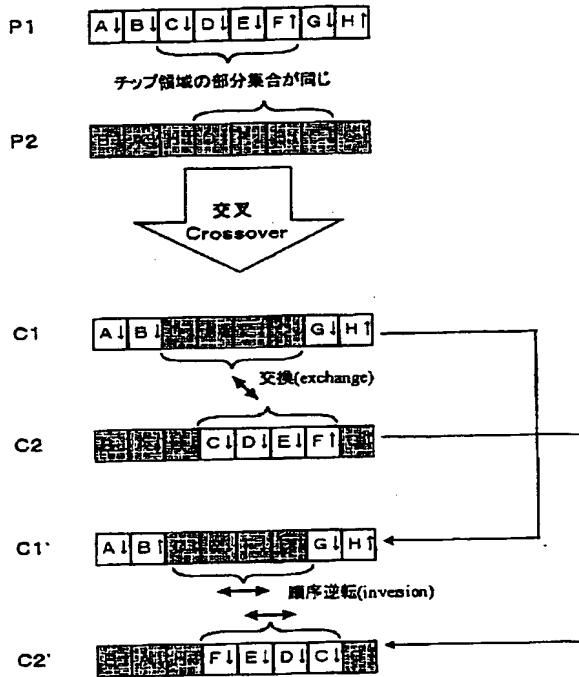 P1 A↓ B↓ C↓ D↓ E↓ F↑ G↓ H↑
チップ領域の部分集合が同じ
P2
交叉
Crossover
C1 A↓ B↓ G↓ H↑
交換(exchange)
C2 C↓ D↓ E↓ F↑
C1' A↓ B↑ G↓ H↑
順序逆転(inversion)
C2' F↓ E↓ D↓ C↓